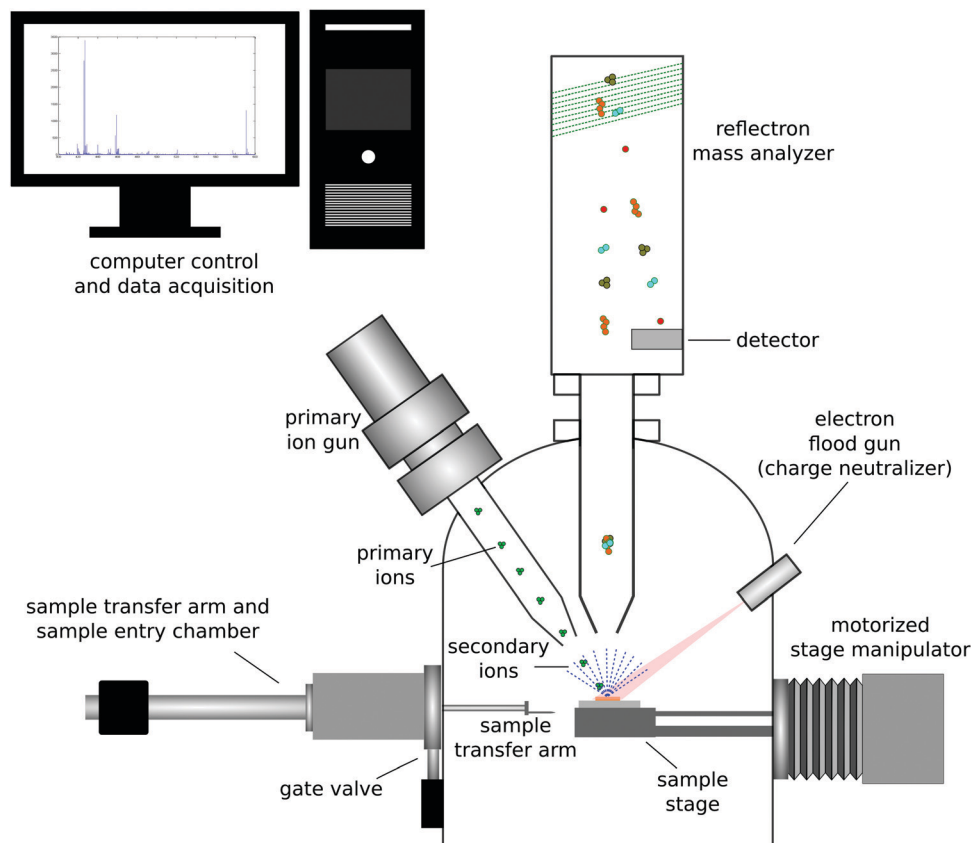 computer control
and data acquisition
reflectron
mass analyzer
detector
primary
ion gun
electron
flood gun
(charge neutralizer)
primary
ions
sample transfer arm and
sample entry chamber
secondary
ions
motorized
stage manipulator
sample
transfer arm
gate valve
sample
stage